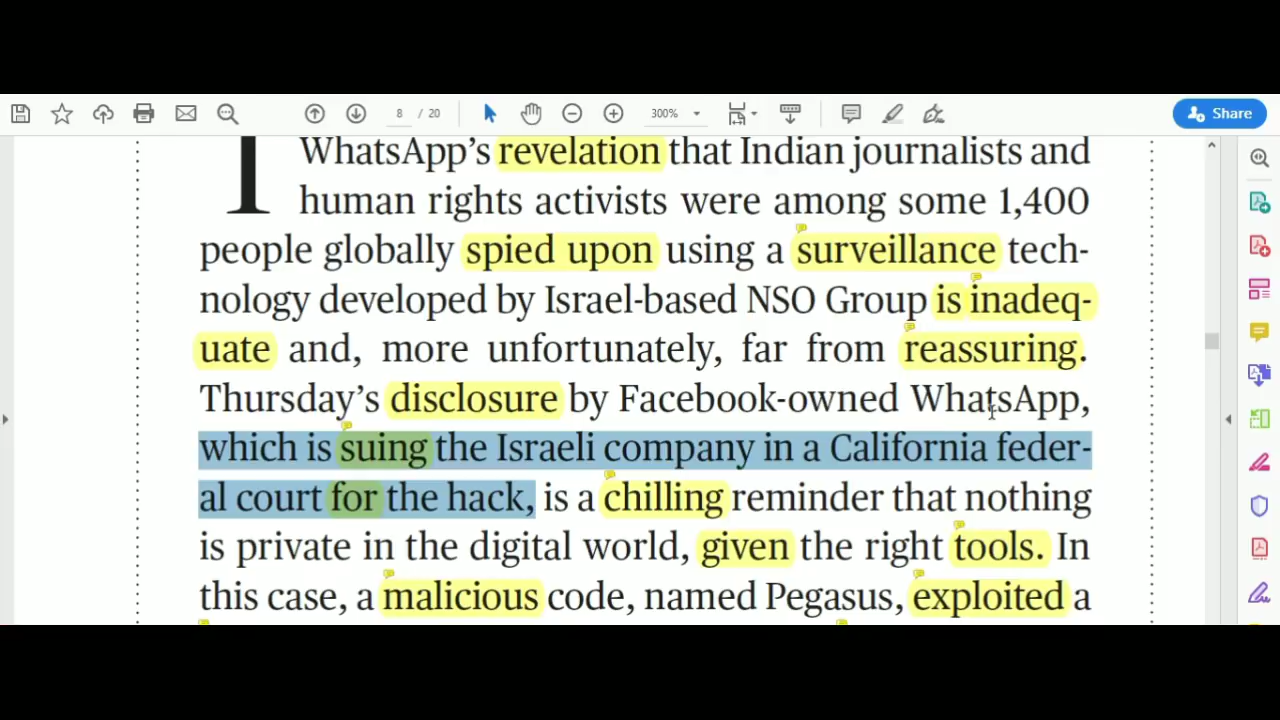 8 / 20
300%
Share
I WhatsApp's revelation that Indian journalists and
human rights activists were among some 1,400
people globally spied upon using a surveillance tech-
nology developed by Israel-based NSO Group is inadeq-
uate and, more unfortunately, far from reassuring.
Thursday's disclosure by Facebook-owned WhatsApp,
which is suing the Israeli company in a California feder-
al court for the hack, is a chilling reminder that nothing
is private in the digital world, given the right tools. In
this case, a malicious code, named Pegasus, exploited a